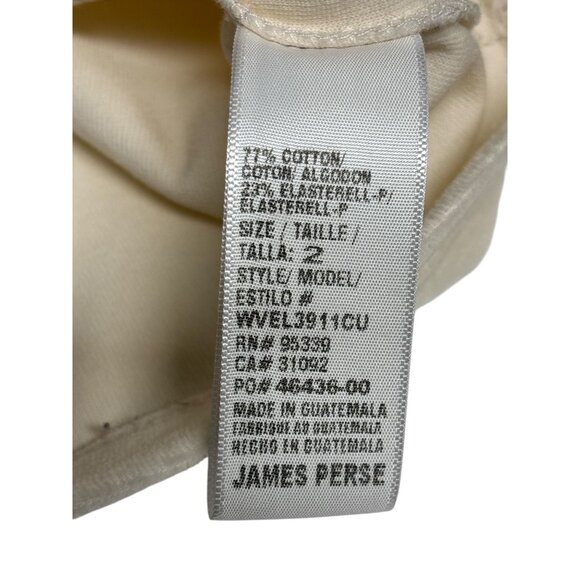 77% COTTON/
COTON/ ALGODON
23% ELASTERELL-P/
ELASTERELL-P
SIZE / TAILLE /
TALLA: 2
STYLE/ MODEL/
ESTILO #
WVEL3911CU
RN# 95339
CA# 31092
PO# 46436-00
MADE IN GUATEMALA
FABRIQUE AU GUATEMALA
HECHO EN GUATEMALA
JAMES PERSE